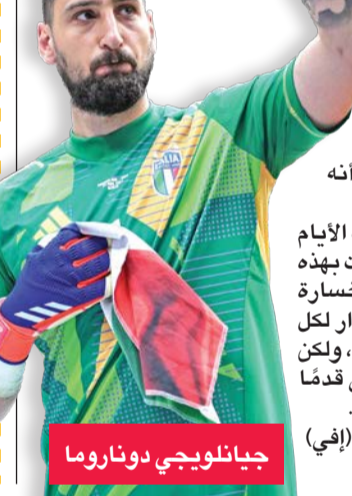 ITALIA
أنه
الأيام
ت بهذه
خسارة
ار لكل
، ولكن
ي قدمًا
(إفي)
جيانلويجي دوناروما